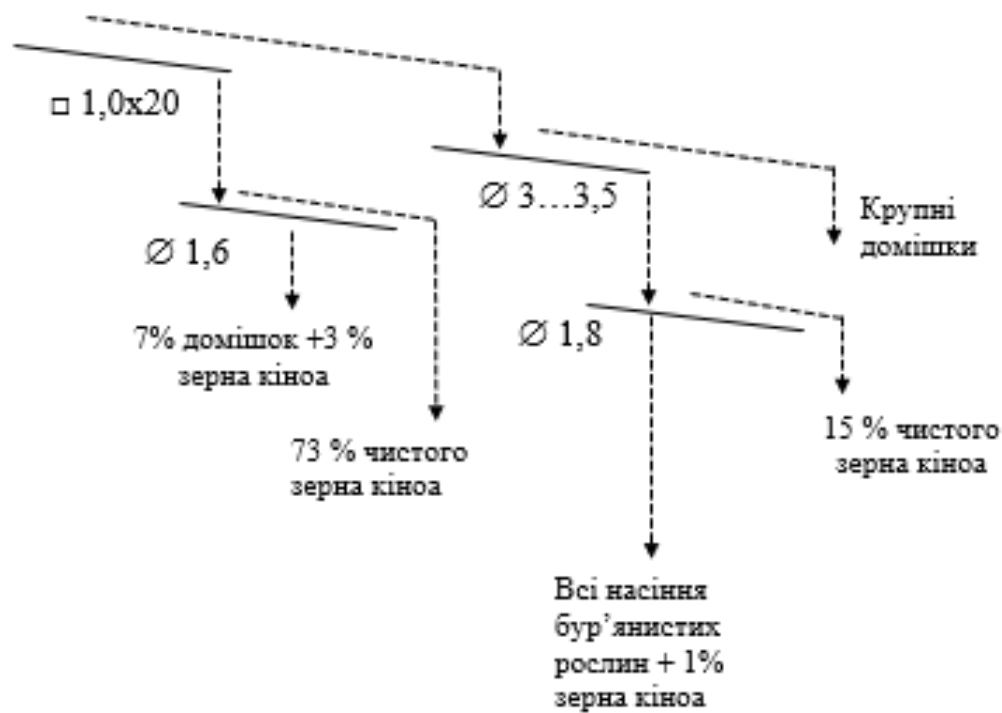 □ 1,0х20
∅ 3…3,5
Крупні
домішки
∅ 1,6
7% домішок +3 %
зерна кіноа
∅ 1,8
73 % чистого
зерна кіноа
15 % чистого
зерна кіноа
Всі насіння
бур’янистих
рослин + 1%
зерна кіноа